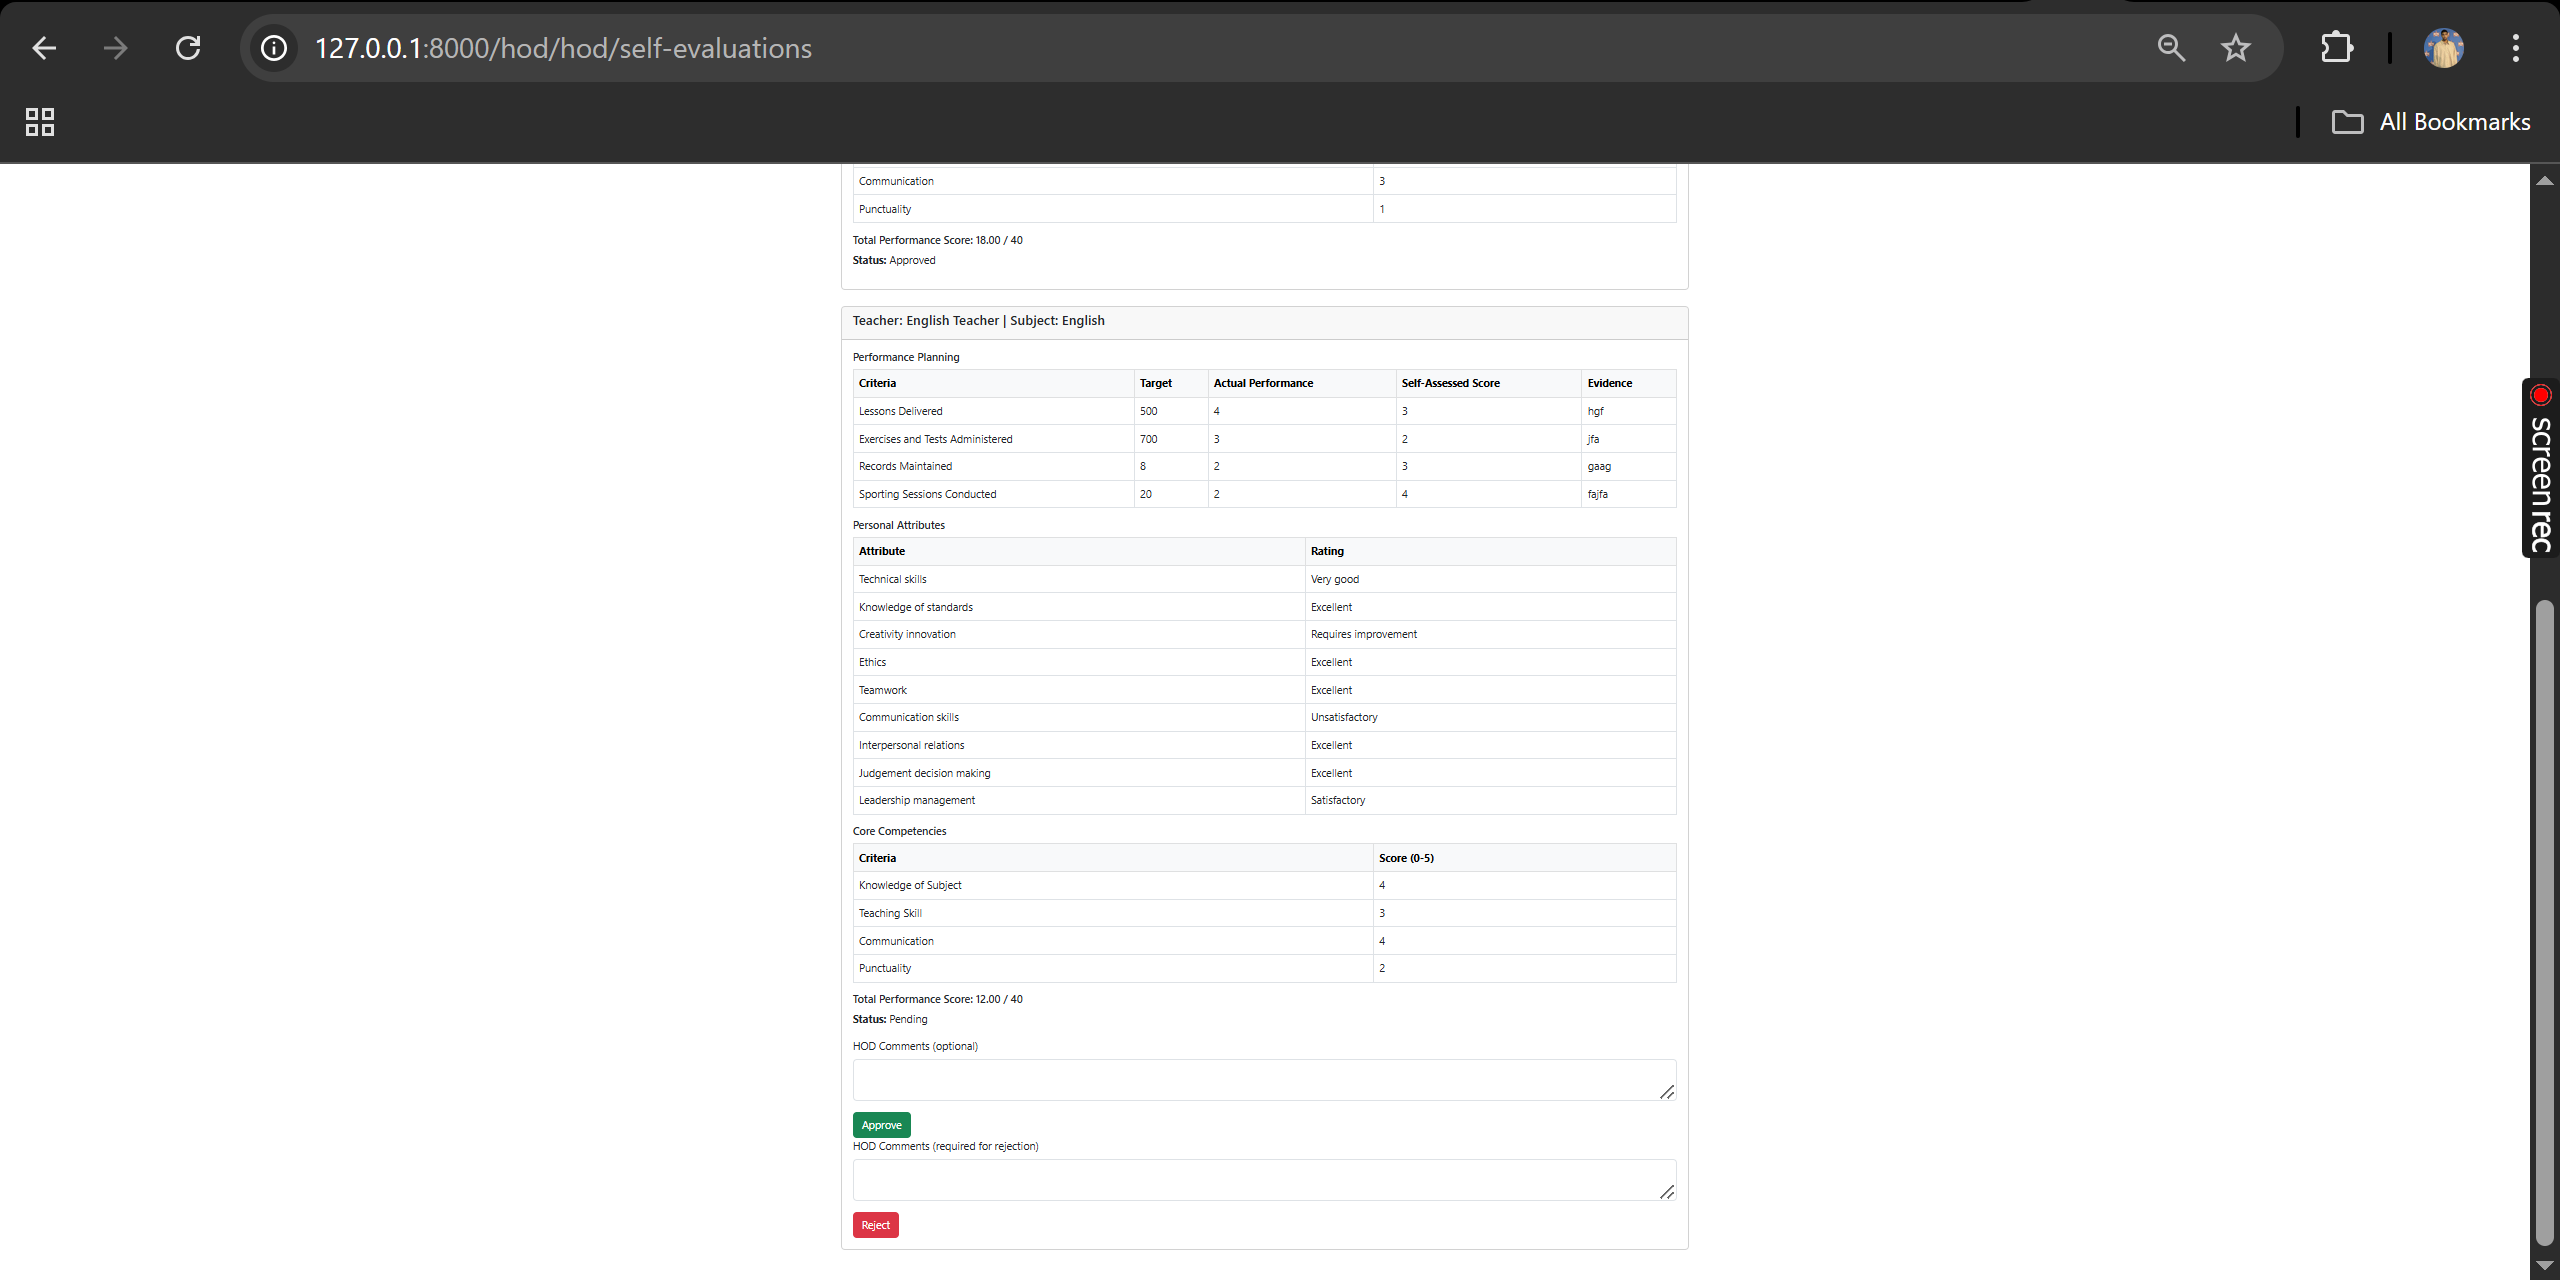 127.0.0.1:8000/hod/hod/self-evaluations
All Bookmarks
Communication 3
Punctuality 1
Total Performance Score: 18.00 / 40
Status: Approved
Teacher: English Teacher | Subject: English
Performance Planning
Criteria Target Actual Performance Self-Assessed Score Evidence
Lessons Delivered 500 4 3 hgf
Exercises and Tests Administered 700 3 2 jfa
Records Maintained 8 2 3 gaag
Sporting Sessions Conducted 20 2 4 fajfa
Personal Attributes
Attribute Rating
Technical skills Very good
Knowledge of standards Excellent
Creativity innovation Requires improvement
Ethics Excellent
Teamwork Excellent
Communication skills Unsatisfactory
Interpersonal relations Excellent
Judgement decision making Excellent
Leadership management Satisfactory
Core Competencies
Criteria Score (0-5)
Knowledge of Subject 4
Teaching Skill 3
Communication 4
Punctuality 2
Total Performance Score: 12.00 / 40
Status: Pending
HOD Comments (optional)
Approve
HOD Comments (required for rejection)
Reject
screenrec